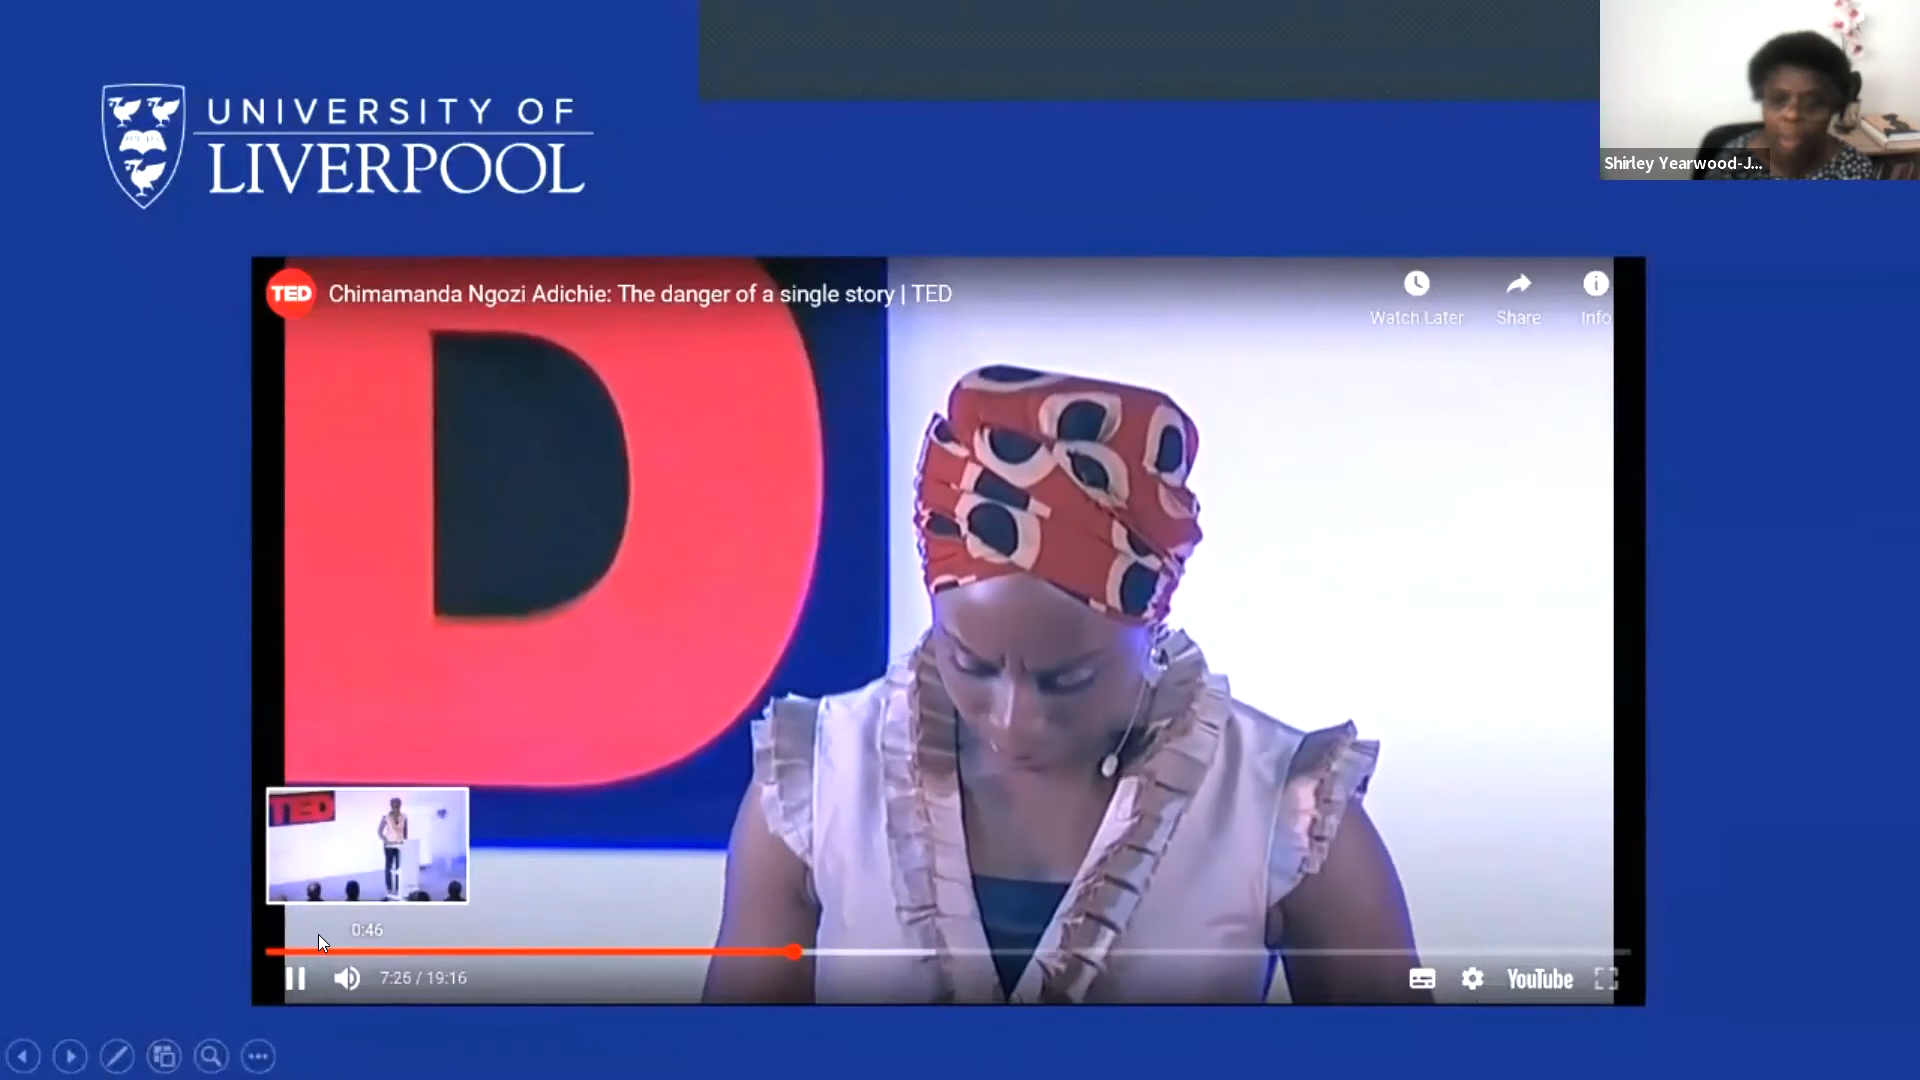 UNIVERSITY OF
LIVERPOOL
Shirley Yearwood-J...
TED
Chimamanda Ngozi Adichie: The danger of a single story | TED
Watch Later
Share
Info
TED
0:46
7:25 / 19:16
YouTube